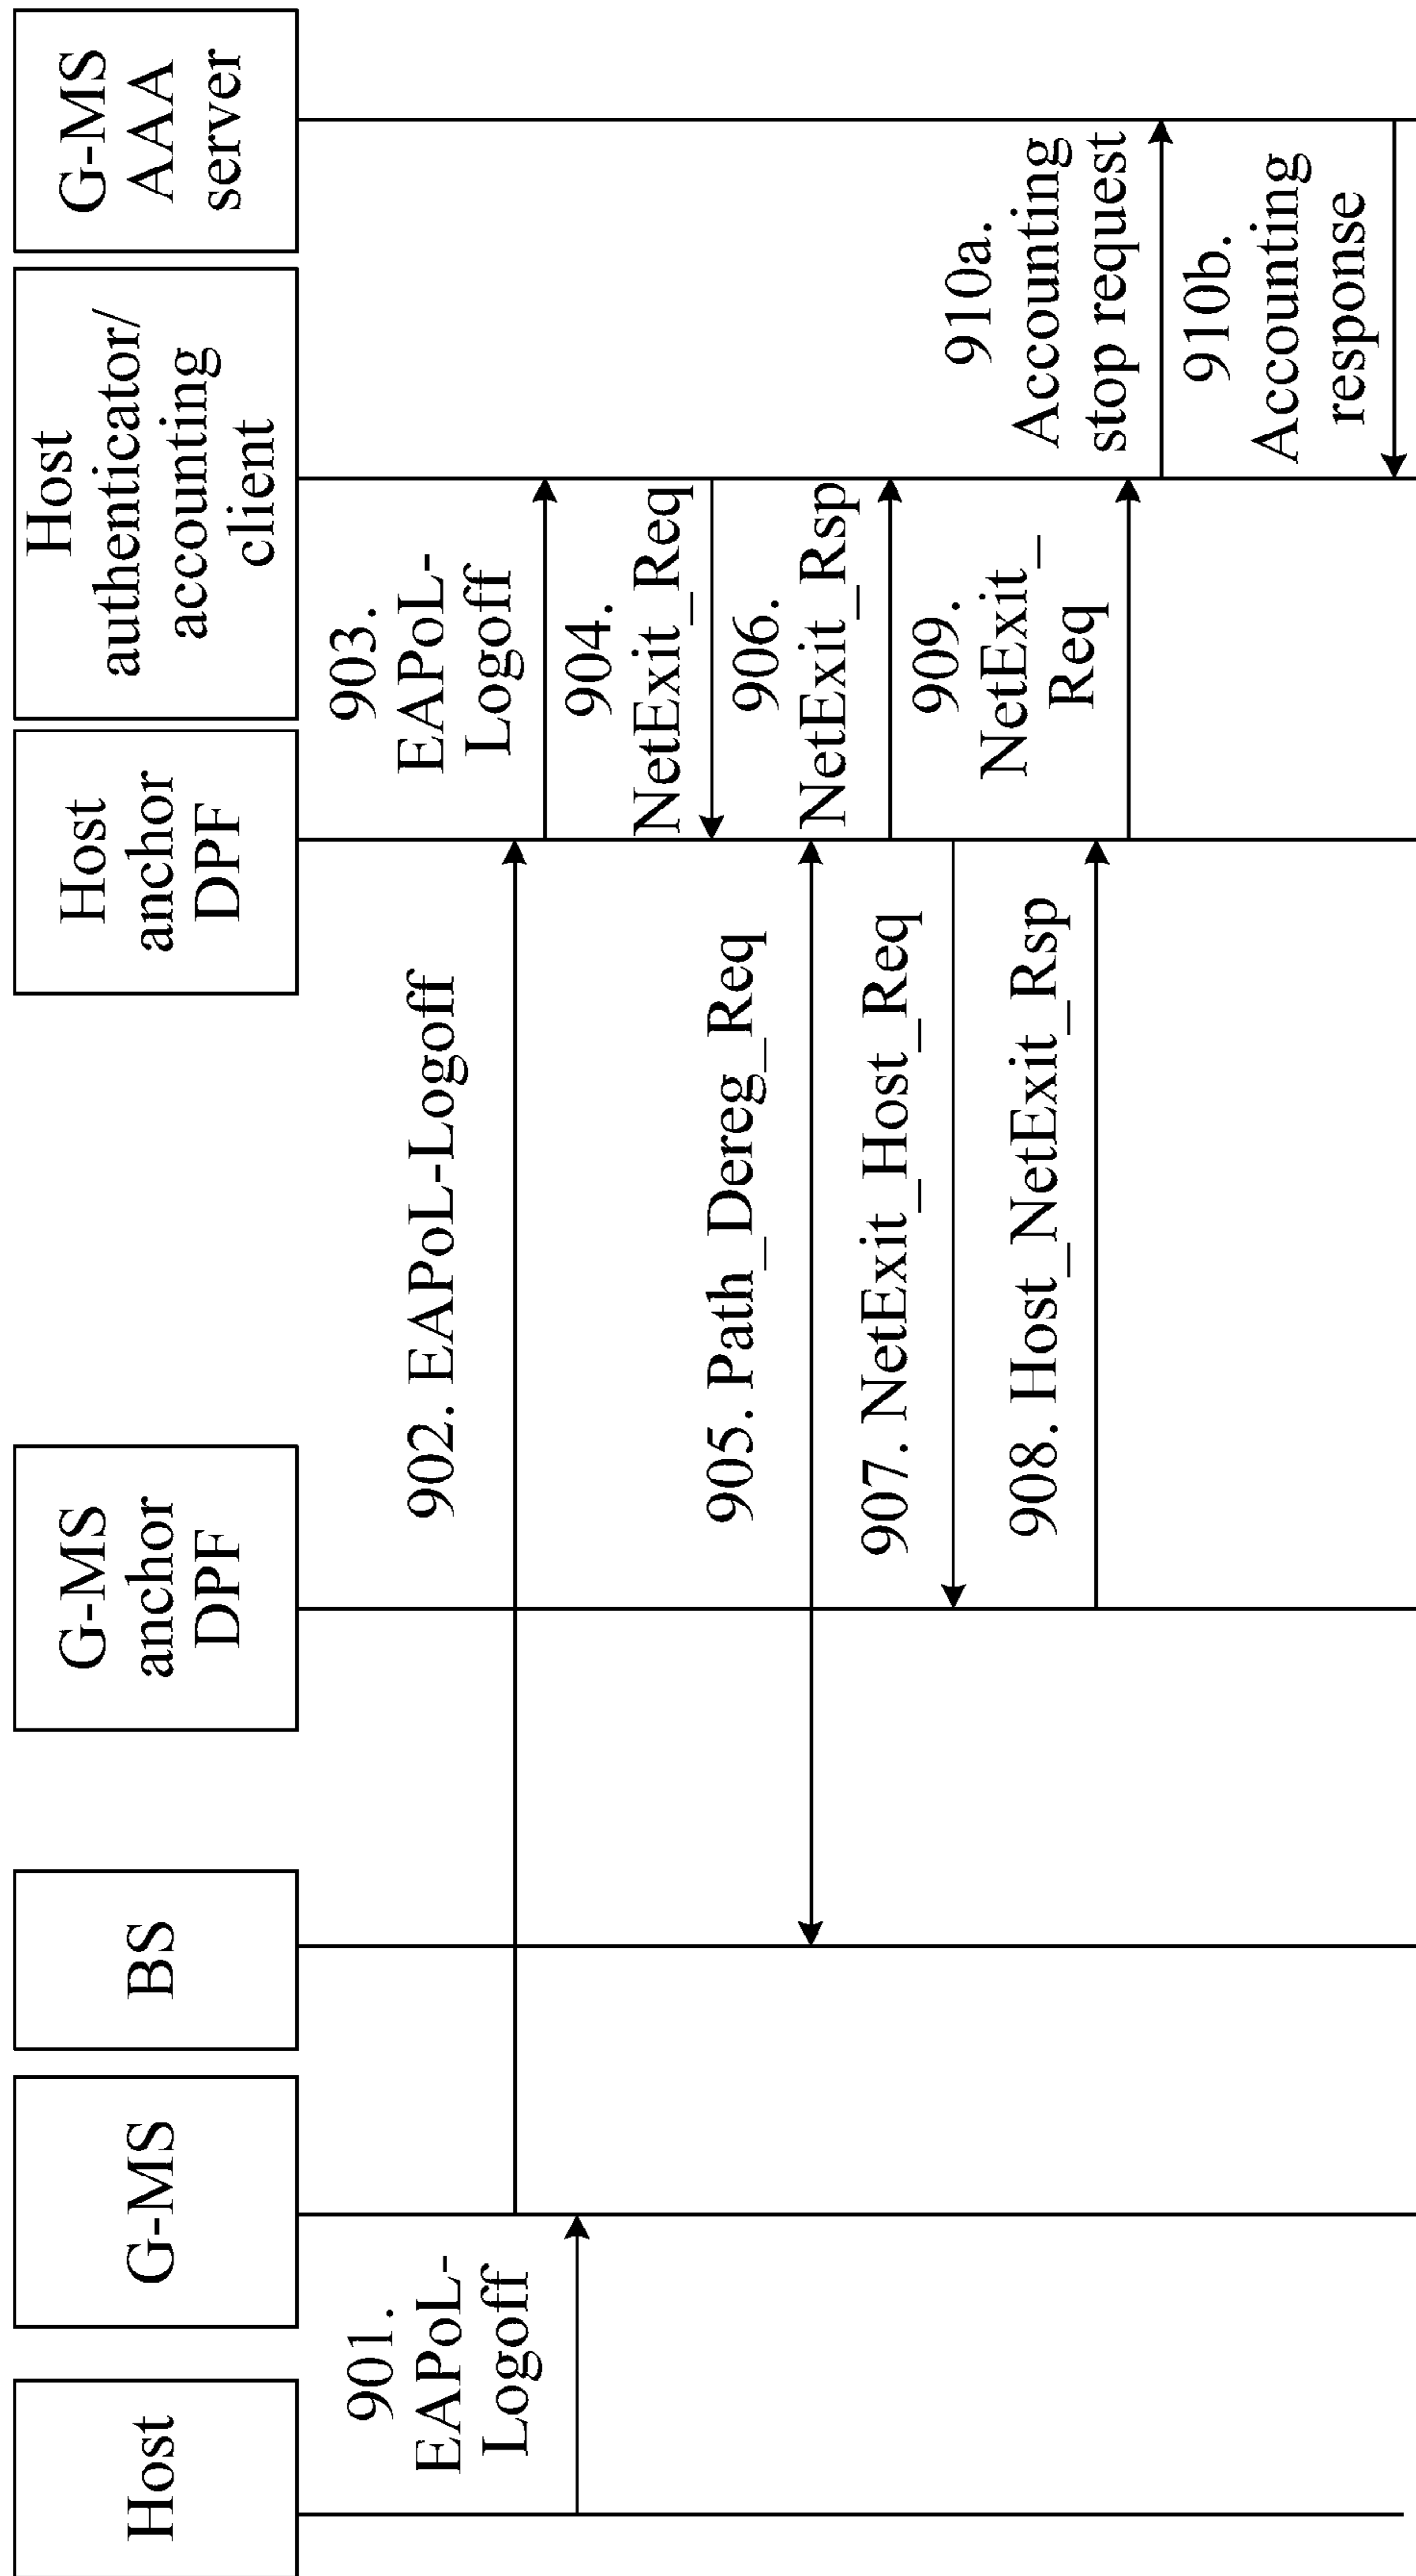 Host
G-MS
BS
G-MS
anchor
DPF
Host
anchor
DPF
Host
authenticator/
accounting
client
G-MS
AAA
server
901.
EAPoL-
Logoff
902. EAPoL-Logoff
903.
EAPoL-
Logoff
904.
NetExit_Req
905. Path_Dereg_Req
906.
NetExit_Rsp
907. NetExit_Host_Req
908. Host_NetExit_Rsp
909.
NetExit_
Req
910a.
Accounting
stop request
910b.
Accounting
response